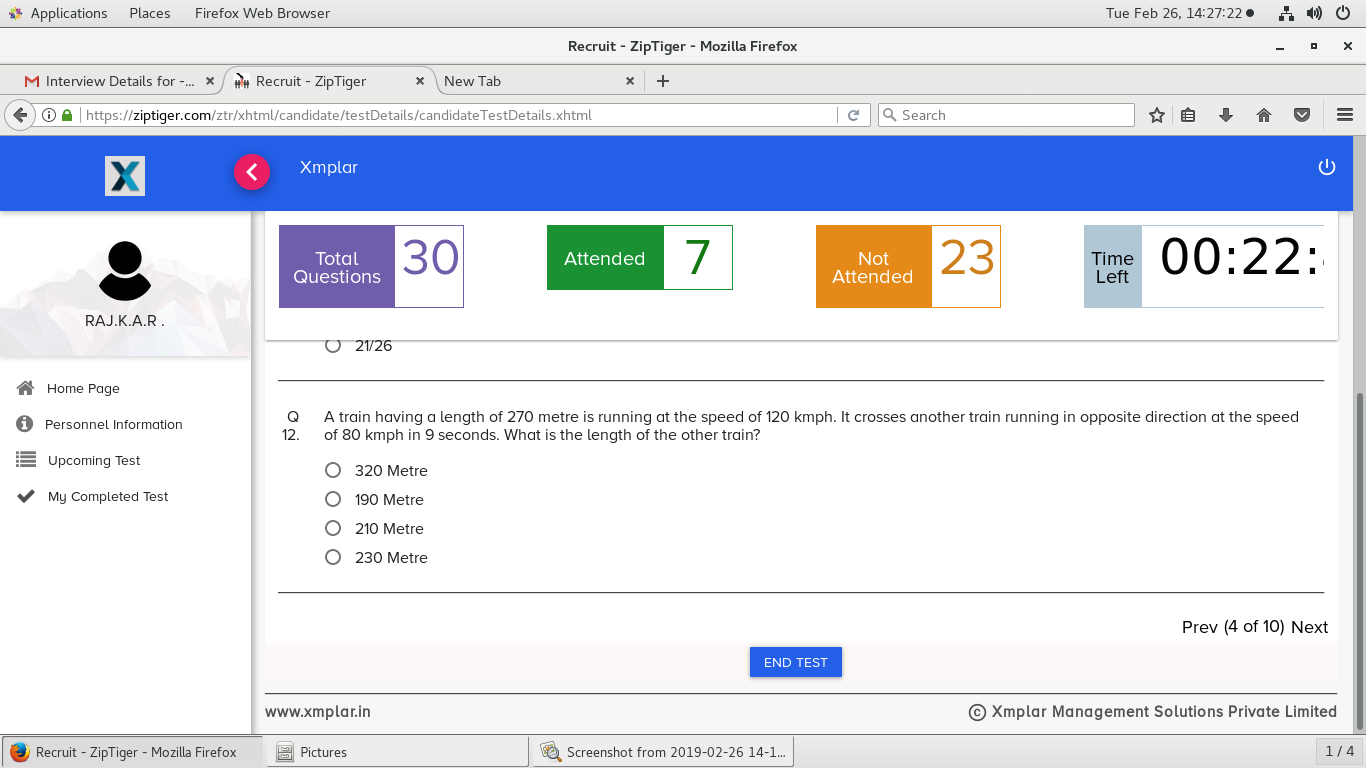 Applications Places Firefox Web Browser Tue Feb 26, 14:27:22
Recruit - ZipTiger - Mozilla Firefox
Interview Details for -... Recruit - ZipTiger New Tab
https://ziptiger.com/ztr/xhtml/candidate/testDetails/candidateTestDetails.xhtml Search
X Xmplar
Total Questions 30 Attended 7 Not Attended 23 Time Left 00:22:
RAJ.K.A.R .
Home Page
Personnel Information
Upcoming Test
My Completed Test
21/26
Q 12. A train having a length of 270 metre is running at the speed of 120 kmph. It crosses another train running in opposite direction at the speed
of 80 kmph in 9 seconds. What is the length of the other train?
320 Metre
190 Metre
210 Metre
230 Metre
Prev (4 of 10) Next
END TEST
www.xmplar.in © Xmplar Management Solutions Private Limited
Recruit - ZipTiger - Mozilla Firefox Pictures Screenshot from 2019-02-26 14-1... 1 / 4